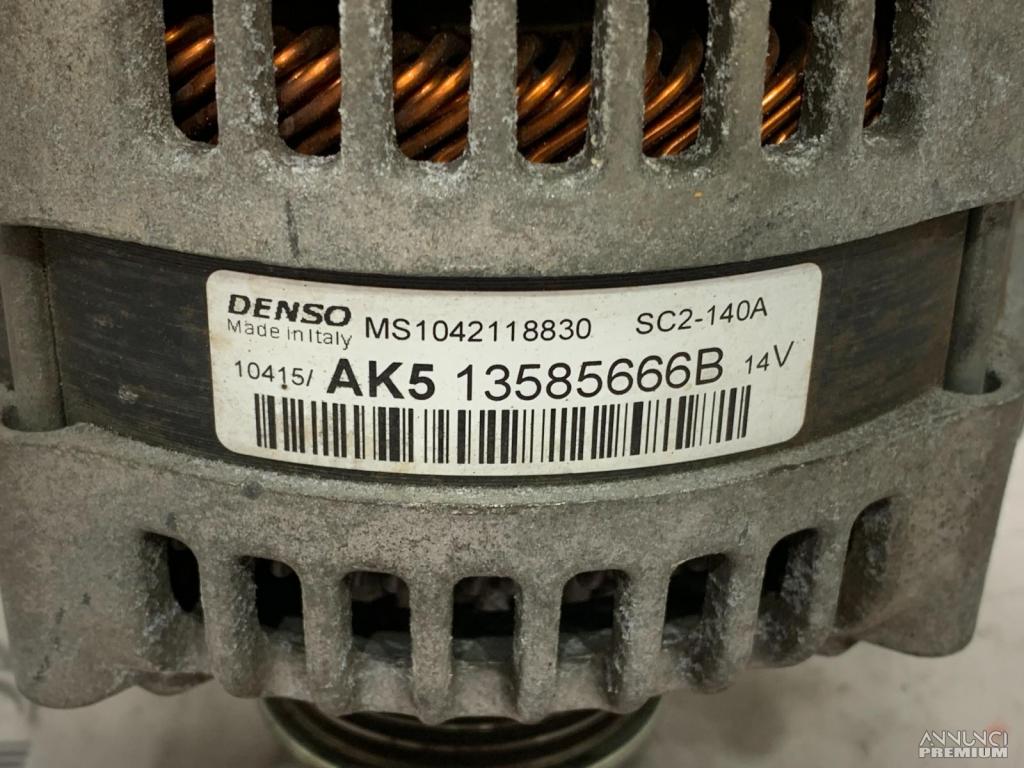 DENSO MS1042118830 SC2-140A
Made in Italy
10415/ AK5 13585666B 14V
ANNUNCI
PREMIUM